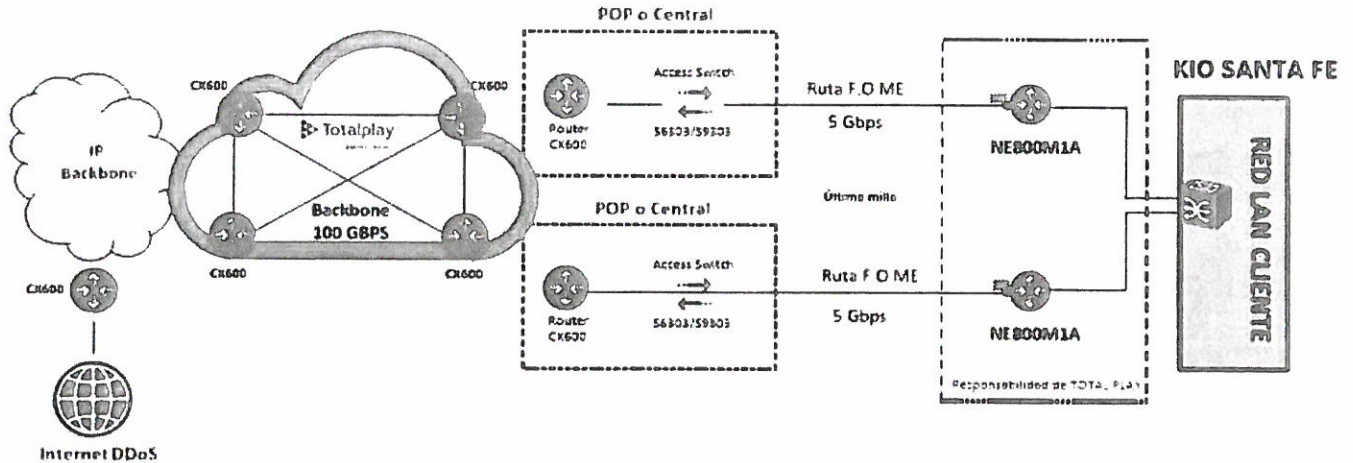 POP o Central
CX600
CX600
Totalplay
IP
Backbone
Backbone
100 GBPS
CX600
CX600
CX600
Internet DDoS
Router
CX600
Access Switch
S6303/S9303
Ruta F.O ME
5 Gbps
NE800M1A
Última milla
POP o Central
Router
CX600
Access Switch
S6303/S9303
Ruta F O ME
5 Gbps
NE800M1A
Responsabilidad de TOTAL PLAY
KIO SANTA FE
RED LAN CLIENTE